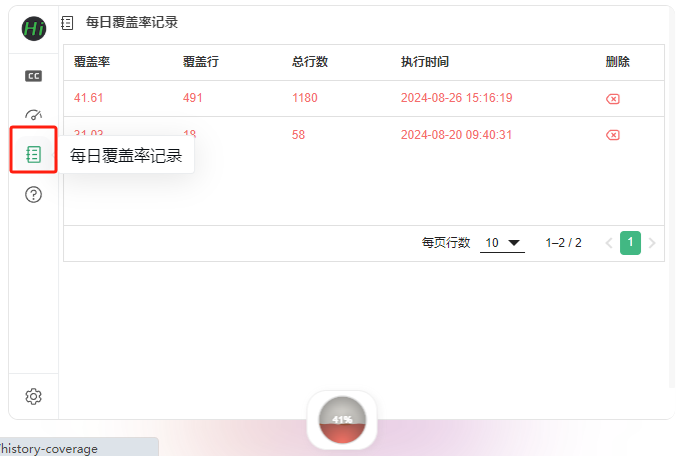 Hi
每日覆盖率记录
覆盖率 覆盖行 总行数 执行时间 删除
CC
41.61 491 1180 2024-08-26 15:16:19
31.03 18 58 2024-08-20 09:40:31
每日覆盖率记录
每页行数 10 1–2 / 2 1
41%
/history-coverage